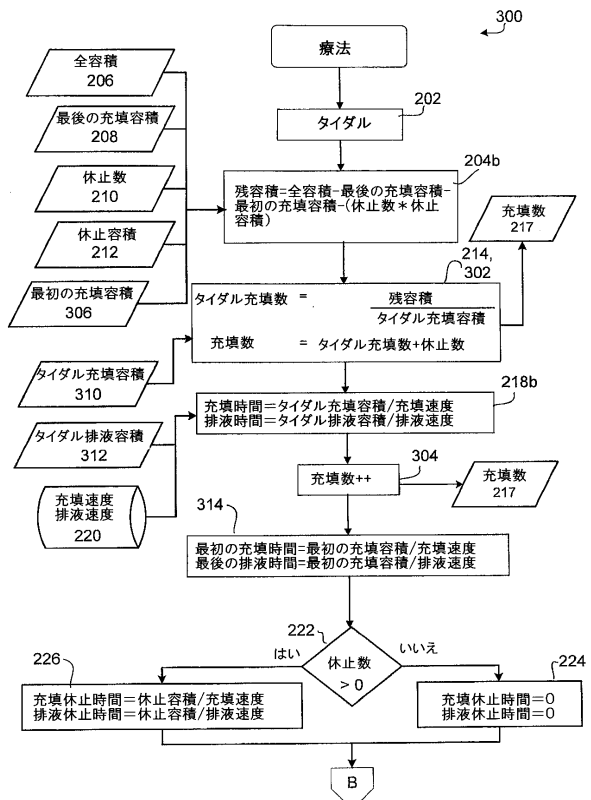 300
療法
全容積
206
202
タイダル
最後の充填容積
208
204b
残容積=全容積-最後の充填容積-
最初の充填容積-(休止数*休止
容積)
休止数
210
充填数
217
休止容積
212
214,
302
最初の充填容積
306
タイダル充填数 = 残容積
タイダル充填容積
充填数 = タイダル充填数+休止数
タイダル充填容積
310
218b
充填時間=タイダル充填容積/充填速度
排液時間=タイダル排液容積/排液速度
タイダル排液容積
312
304
充填数++
充填数
217
充填速度
排液速度
220
314
最初の充填時間=最初の充填容積/充填速度
最後の排液時間=最初の充填容積/排液速度
222
休止数
>0
はい
いいえ
226
充填休止時間=休止容積/充填速度
排液休止時間=休止容積/排液速度
224
充填休止時間=0
排液休止時間=0
B